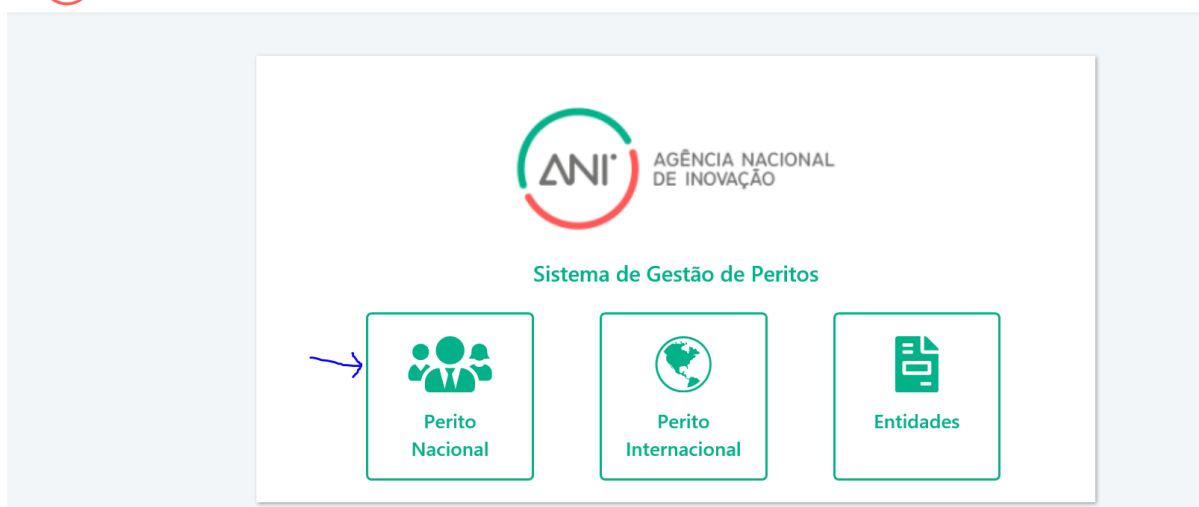 ANI
AGÊNCIA NACIONAL
DE INOVAÇÃO
Sistema de Gestão de Peritos
Perito
Nacional
Perito
Internacional
Entidades